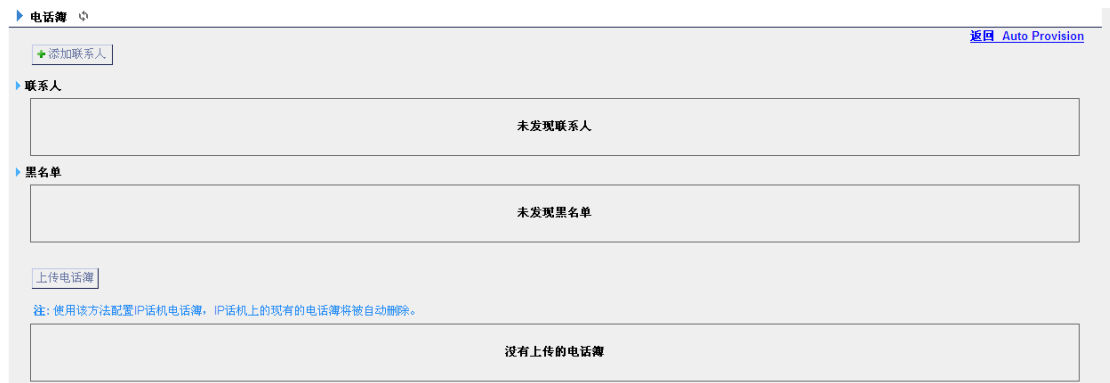 电话簿
返回 Auto Provision
添加联系人
联系人
未发现联系人
黑名单
未发现黑名单
上传电话簿
注: 使用该方法配置IP话机电话簿，IP话机上的现有的电话簿将被自动删除。
没有上传的电话簿